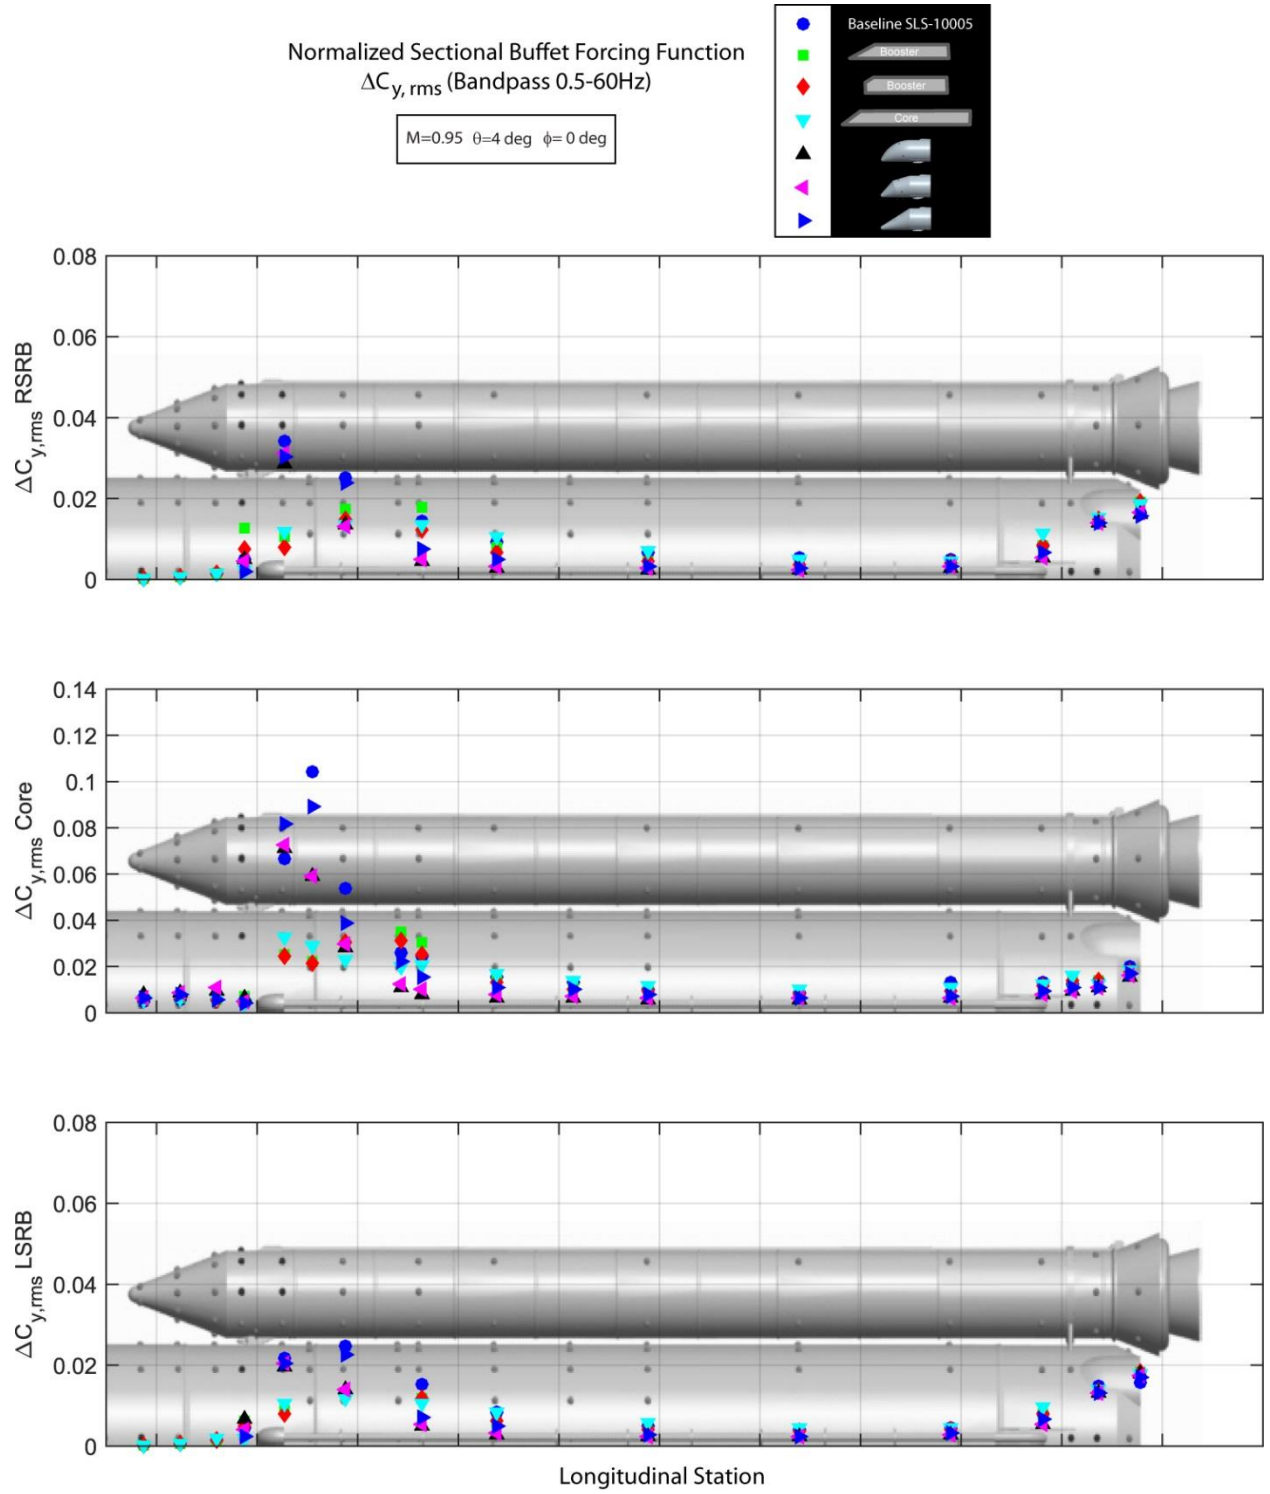 Normalized Sectional Buffet Forcing Function
ΔCy, rms (Bandpass 0.5-60Hz)
M=0.95 θ=4 deg ϕ= 0 deg
Baseline SLS-10005
Booster
Booster
Core
0.08
0.06
0.04
0.02
0
ΔCy,rms RSRB
0.14
0.12
0.1
0.08
0.06
0.04
0.02
0
ΔCy,rms Core
0.08
0.06
0.04
0.02
0
ΔCy,rms LSRB
Longitudinal Station